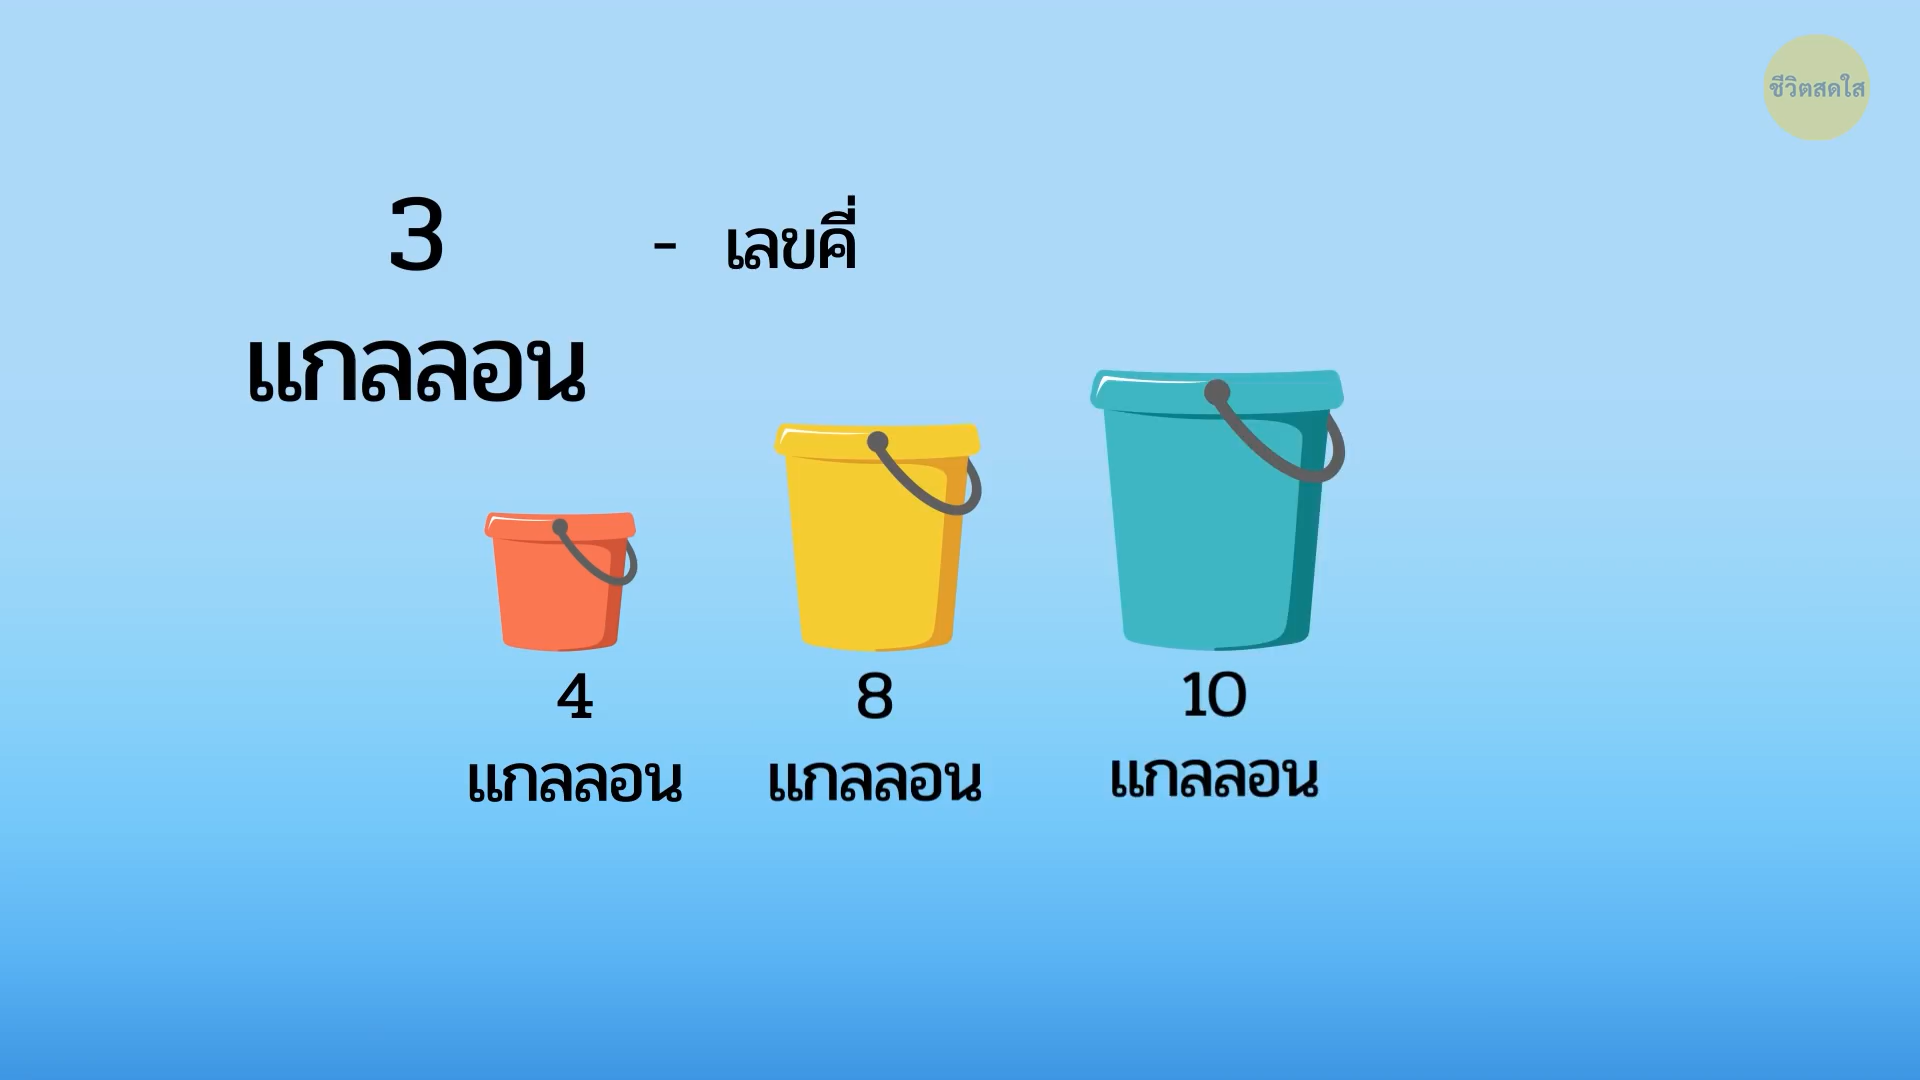 ชีวิตสดใส
3 - เลขคี่
แกลลอน
4 8 10
แกลลอน แกลลอน แกลลอน